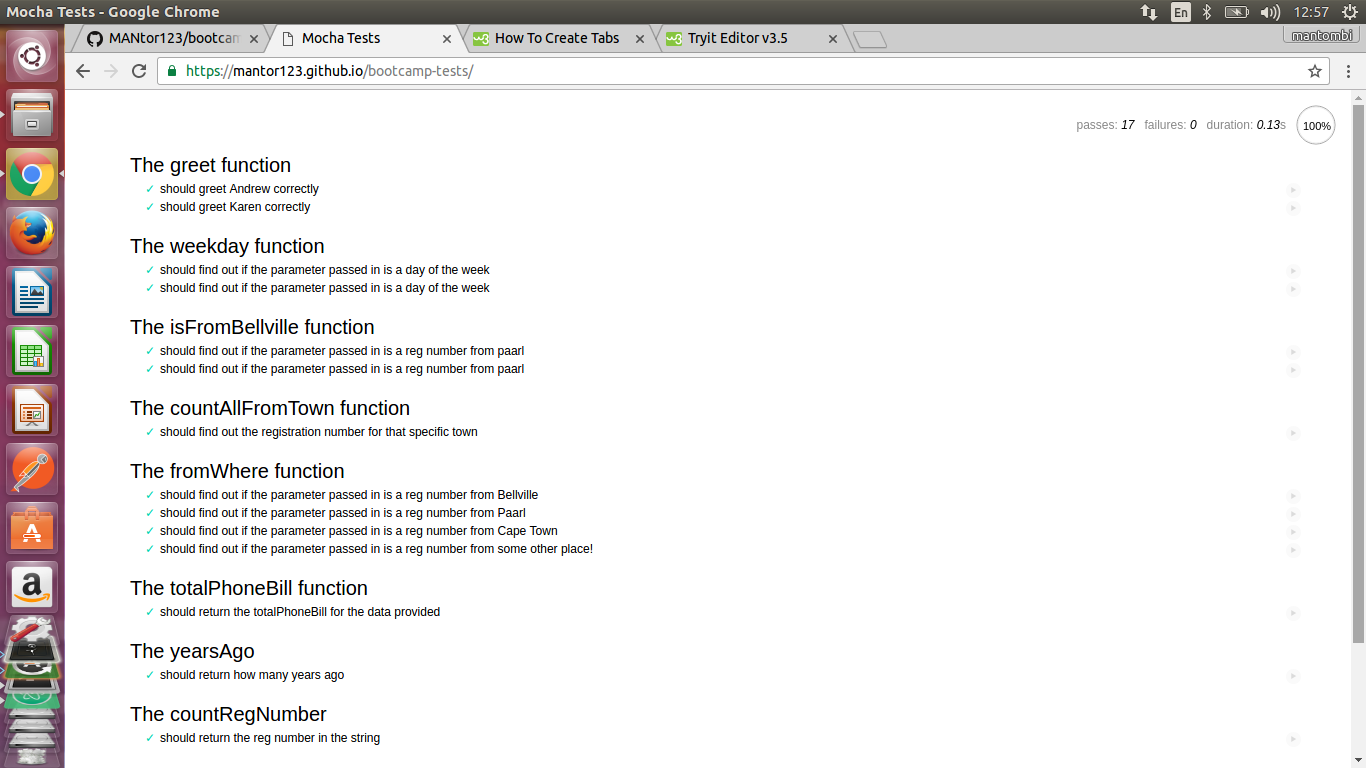 Mocha Tests - Google Chrome
En
12:57
MANtor123/bootcam
Mocha Tests
How To Create Tabs
Tryit Editor v3.5
mantombi
https://mantor123.github.io/bootcamp-tests/
passes: 17 failures: 0 duration: 0.13s 100%
The greet function
✓ should greet Andrew correctly
✓ should greet Karen correctly
The weekday function
✓ should find out if the parameter passed in is a day of the week
✓ should find out if the parameter passed in is a day of the week
The isFromBellville function
✓ should find out if the parameter passed in is a reg number from paarl
✓ should find out if the parameter passed in is a reg number from paarl
The countAllFromTown function
✓ should find out the registration number for that specific town
The fromWhere function
✓ should find out if the parameter passed in is a reg number from Bellville
✓ should find out if the parameter passed in is a reg number from Paarl
✓ should find out if the parameter passed in is a reg number from Cape Town
✓ should find out if the parameter passed in is a reg number from some other place!
The totalPhoneBill function
✓ should return the totalPhoneBill for the data provided
The yearsAgo
✓ should return how many years ago
The countRegNumber
✓ should return the reg number in the string